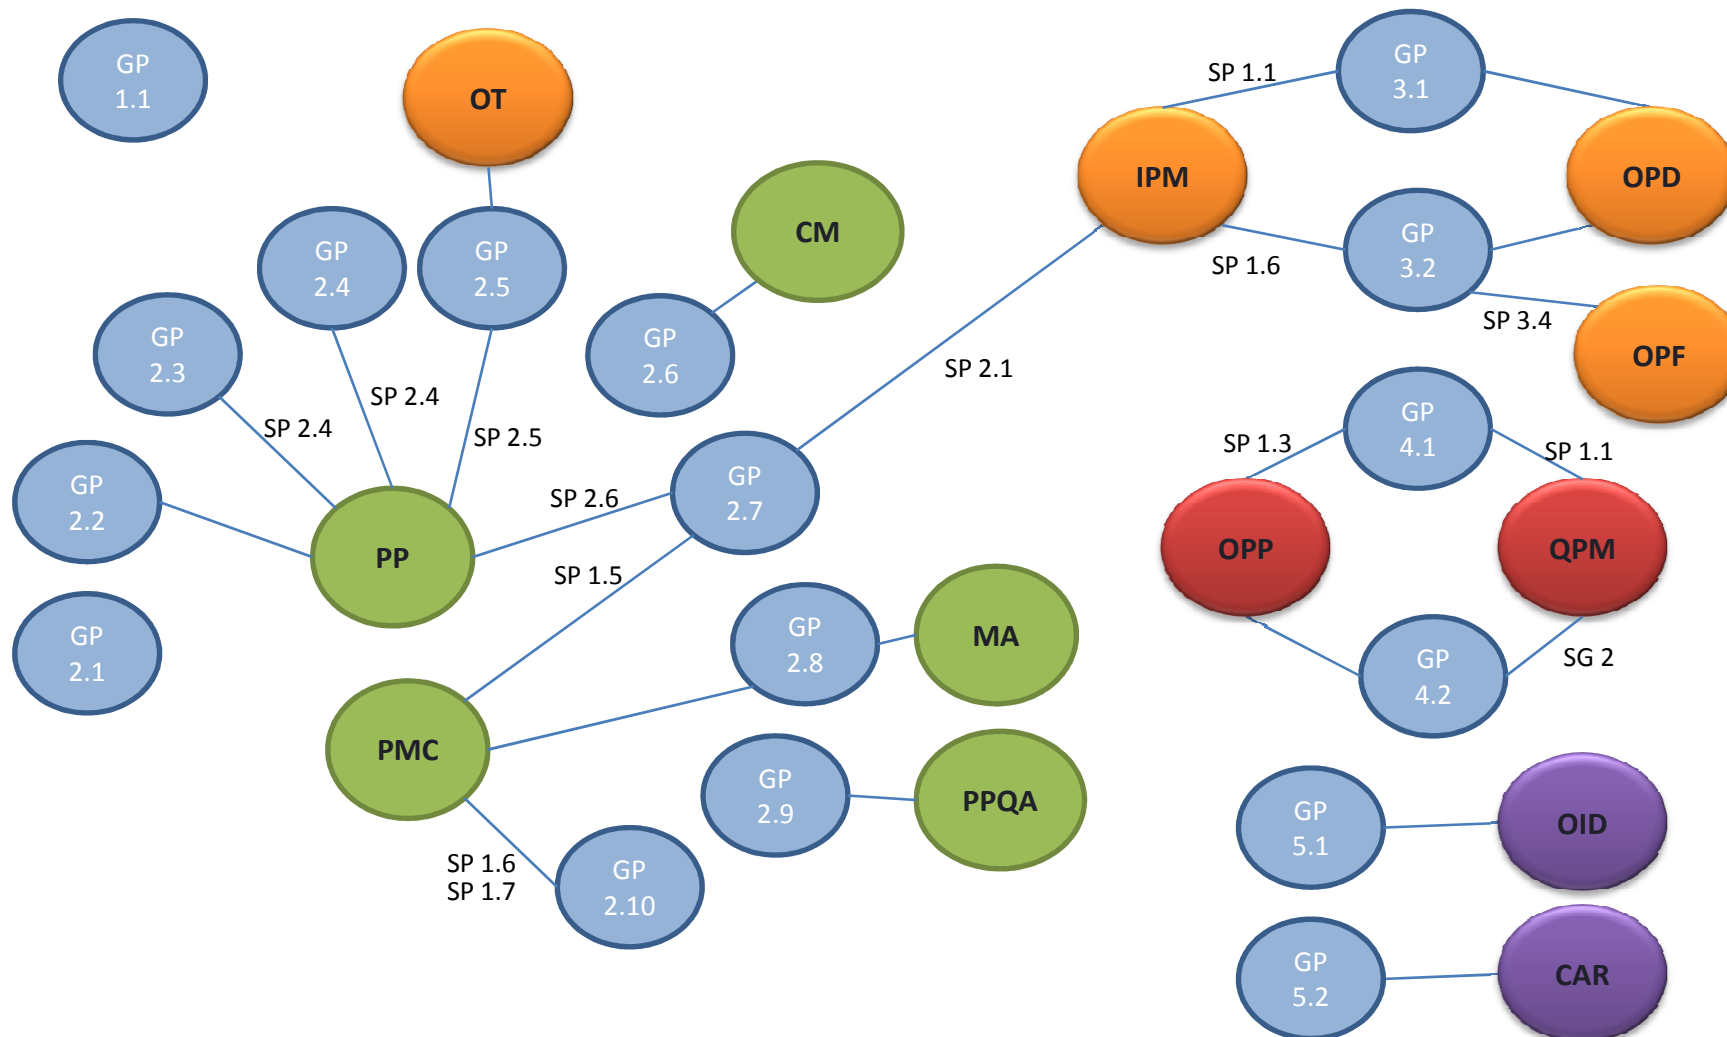 GP
1.1
OT
GP
3.1
SP 1.1
IPM
OPD
CM
GP
2.4
GP
2.5
GP
3.2
SP 1.6
SP 3.4
OPF
GP
2.3
GP
2.6
SP 2.1
SP 2.4
SP 2.4
SP 2.5
GP
4.1
SP 1.3
SP 1.1
GP
2.2
SP 2.6
GP
2.7
PP
OPP
QPM
SP 1.5
GP
2.1
GP
2.8
MA
GP
4.2
SG 2
PMC
GP
2.9
PPQA
GP
5.1
OID
SP 1.6
SP 1.7
GP
2.10
GP
5.2
CAR